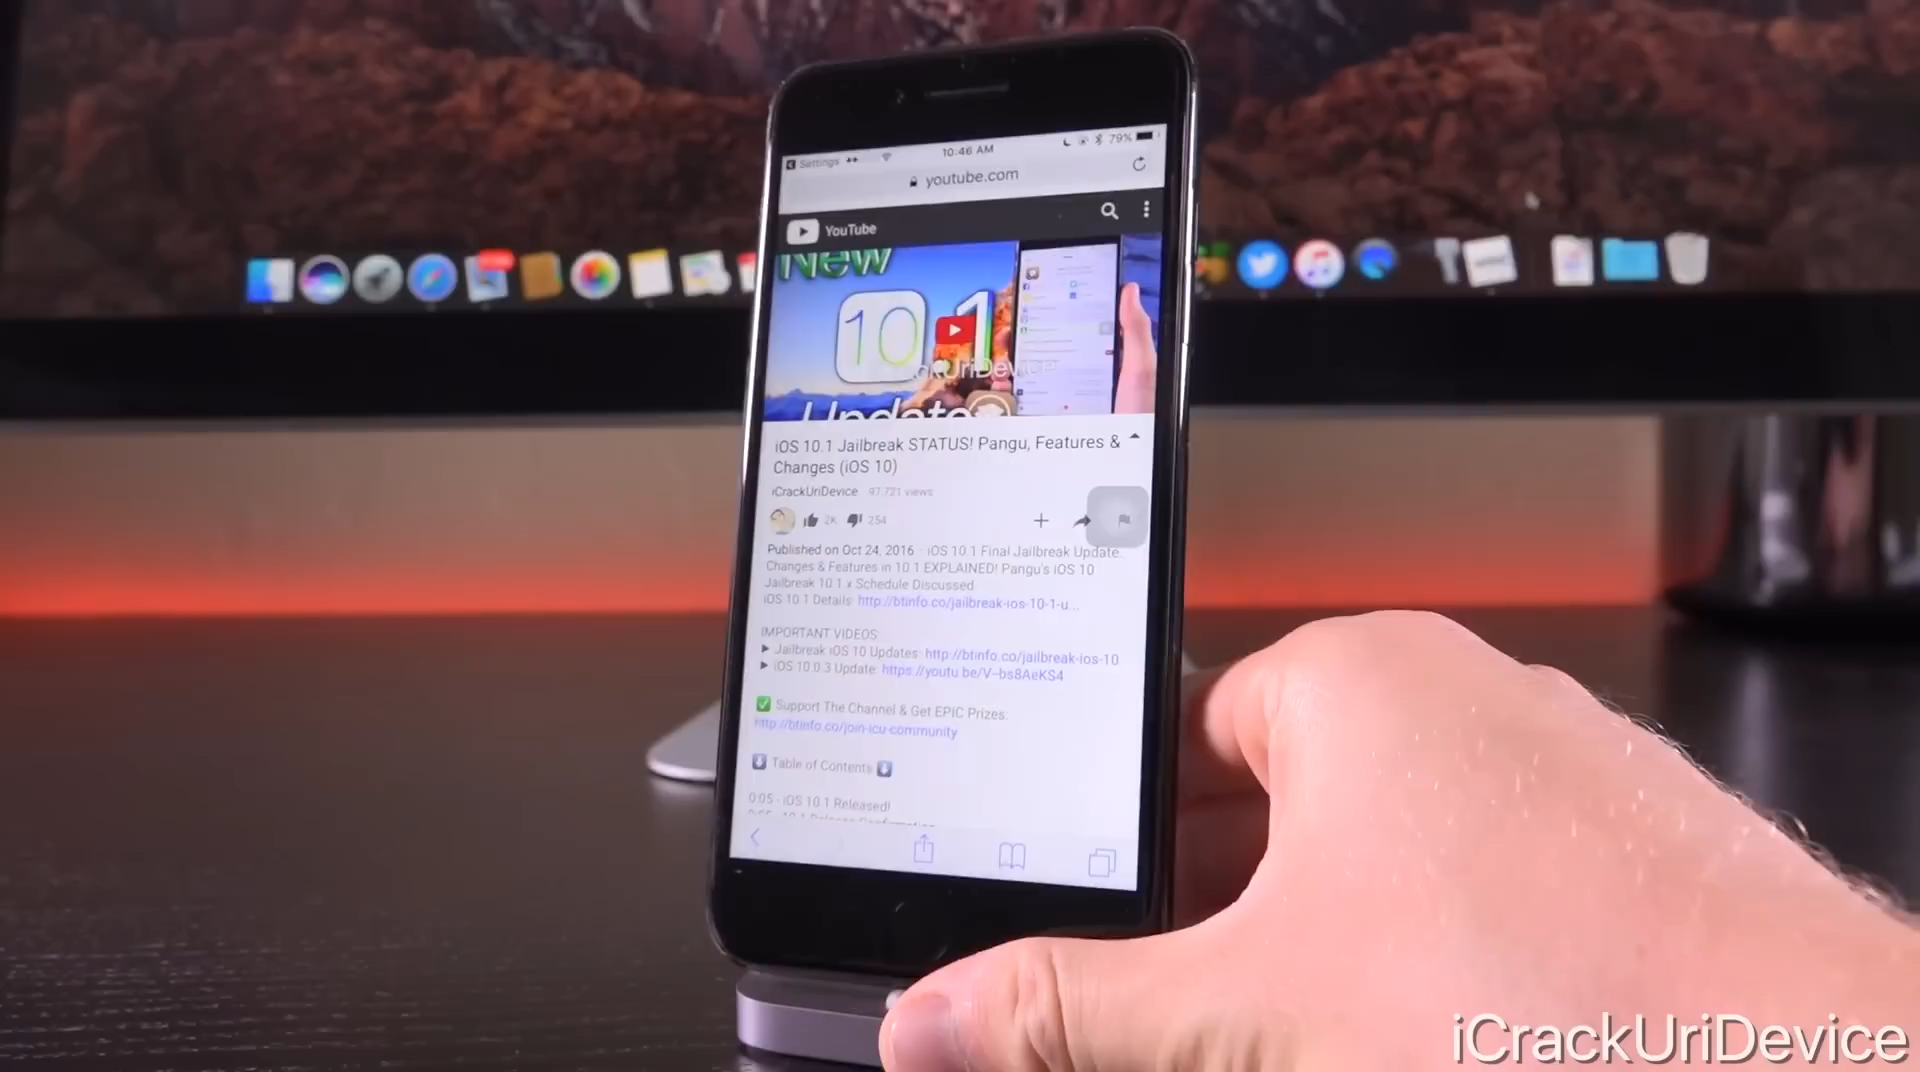 Settings
10:46 AM
79%
youtube.com
YouTube
New
10.1
iCrackUriDevice
Update
iOS 10.1 Jailbreak STATUS! Pangu, Features &
Changes (iOS 10)
iCrackUriDevice 97,721 views
2K 254
Published on Oct 24, 2016 · iOS 10.1 Final Jailbreak Update.
Changes & Features in 10.1 EXPLAINED! Pangu's iOS 10
Jailbreak 10.1.x Schedule Discussed
iOS 10.1 Details: http://btinfo.co/jailbreak-ios-10-1-u...
IMPORTANT VIDEOS:
▶ Jailbreak iOS 10 Updates: http://btinfo.co/jailbreak-ios-10
▶ iOS 10.0.3 Update: https://youtu.be/V-bs8AeKS4
✅ Support The Channel & Get EPIC Prizes:
http://btinfo.co/join-icu-community
⬇ Table of Contents ⬇
0:05 - iOS 10.1 Released!
iCrackUriDevice